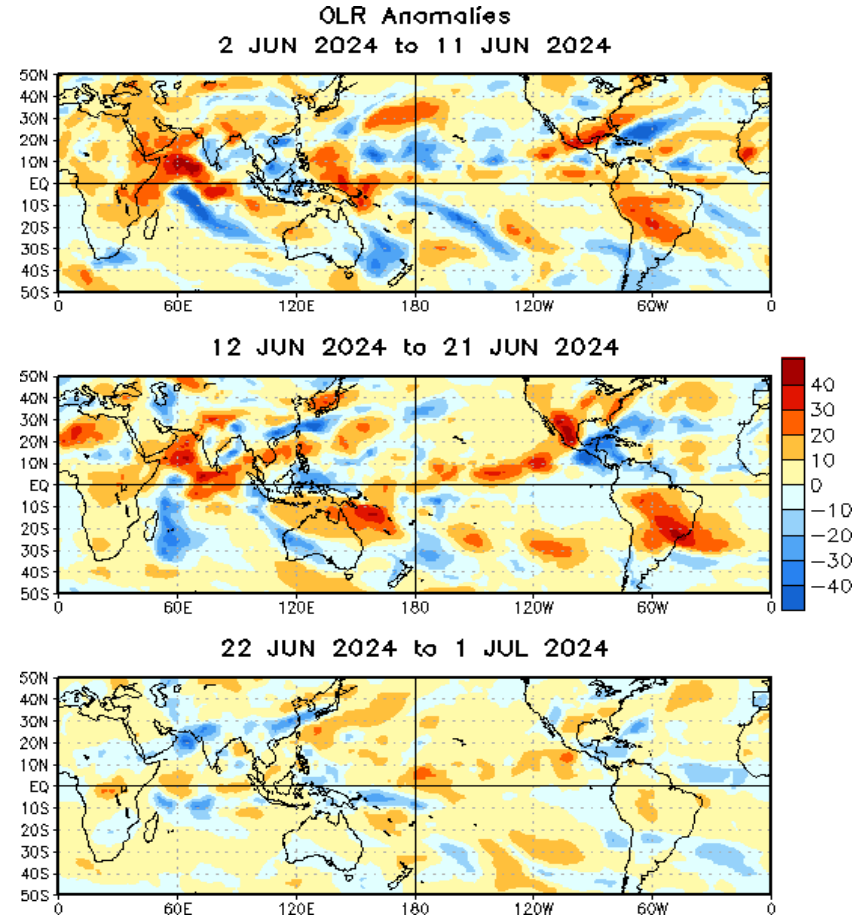 OLR Anomalies
2 JUN 2024 to 11 JUN 2024
50N
40N
30N
20N
10N
EQ
10S
20S
30S
40S
50S
0 60E 120E 180 120W 60W 0
12 JUN 2024 to 21 JUN 2024
50N
40N
30N
20N
10N
EQ
10S
20S
30S
40S
50S
0 60E 120E 180 120W 60W 0
40
30
20
10
0
-10
-20
-30
-40
22 JUN 2024 to 1 JUL 2024
50N
40N
30N
20N
10N
EQ
10S
20S
30S
40S
50S
0 60E 120E 180 120W 60W 0